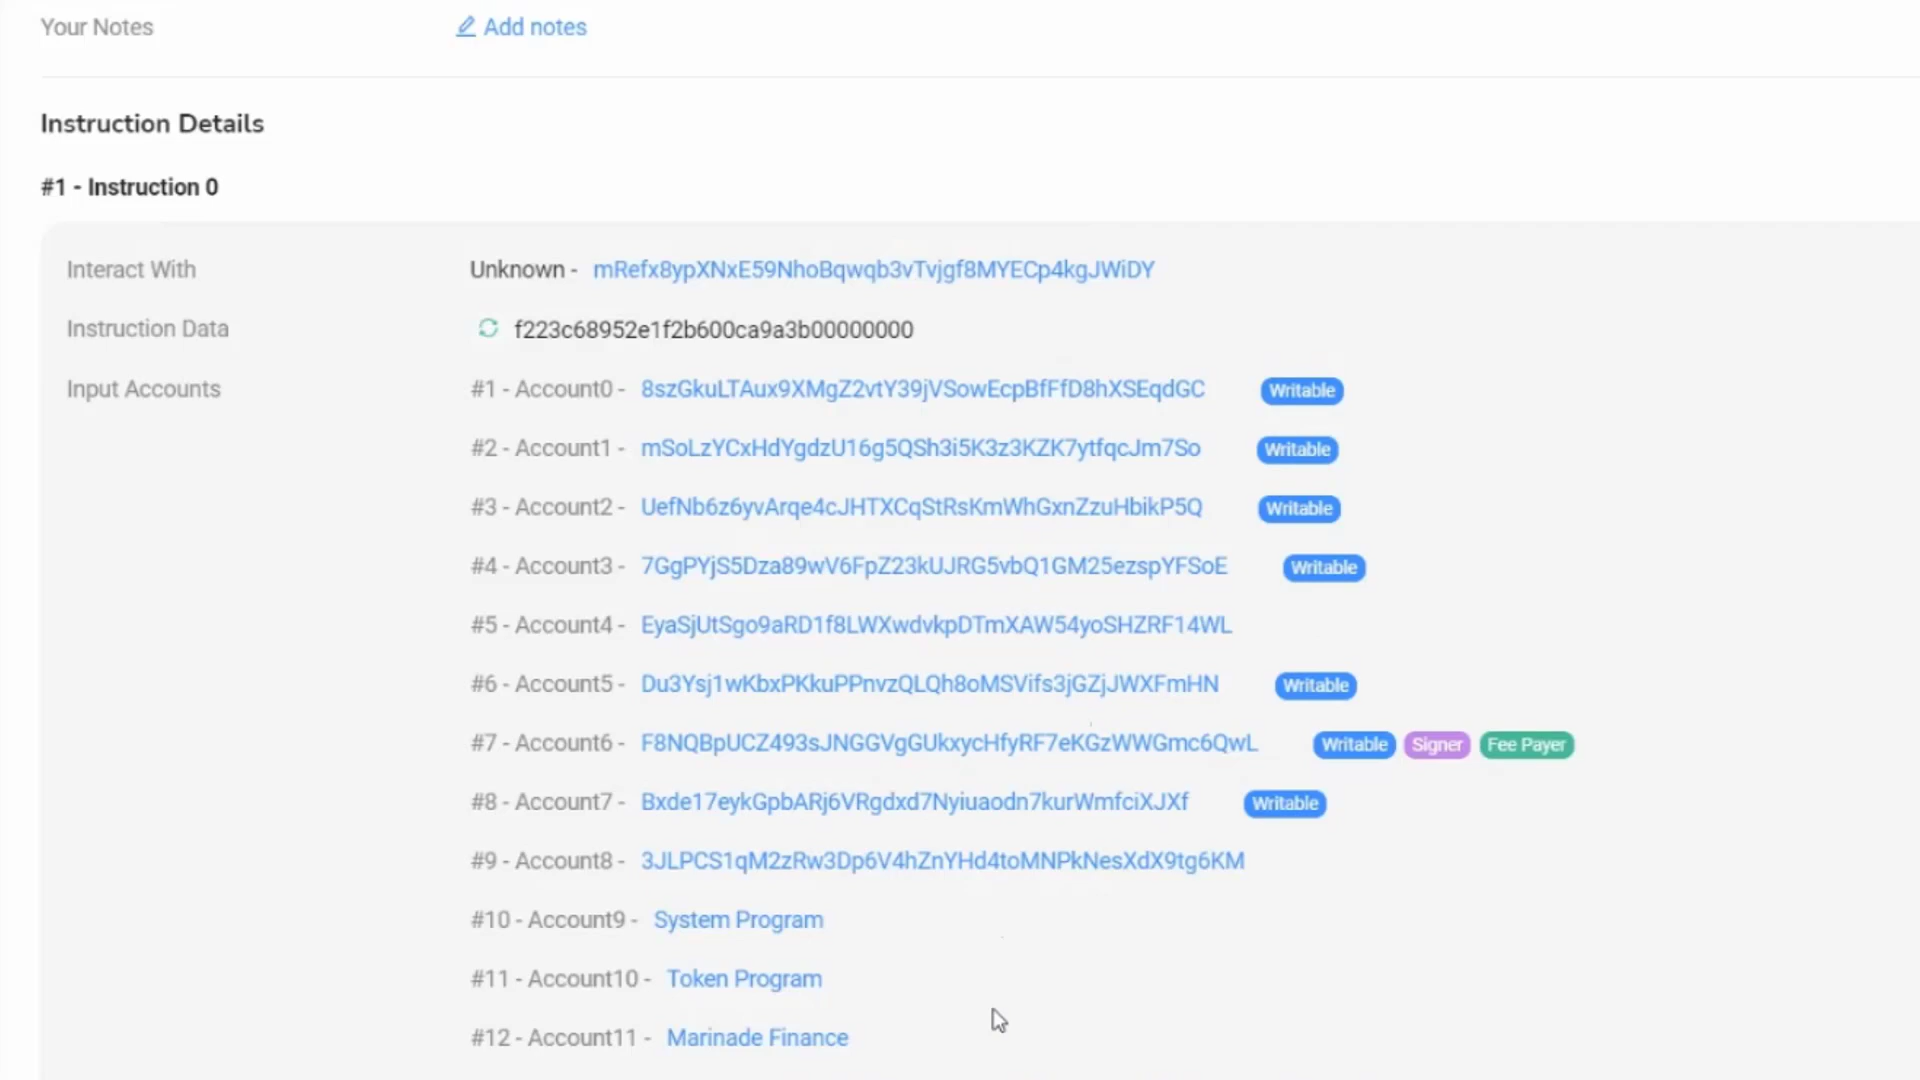 Your Notes Add notes
Instruction Details
#1 - Instruction 0
Interact With Unknown - mRefx8ypXNxE59NhoBqwqb3vTvjgf8MYECp4kgJWiDY
Instruction Data f223c68952e1f2b600ca9a3b00000000
Input Accounts #1 - Account0 - 8szGkuLTAux9XMgZ2vtY39jVSowEcpBfFfD8hXSEqdGC Writable
#2 - Account1 - mSoLzYCxHdYgdzU16g5QSh3i5K3z3KZK7ytfqcJm7So Writable
#3 - Account2 - UefNb6z6yvArqe4cJHTXCqStRsKmWhGxnZzuHbikP5Q Writable
#4 - Account3 - 7GgPYjS5Dza89wV6FpZ23kUJRG5vbQ1GM25ezspYFSoE Writable
#5 - Account4 - EyaSjUtSgo9aRD1f8LWXwdvkpDTmXAW54yoSHZRF14WL
#6 - Account5 - Du3Ysj1wKbxPKkuPPnvzQLQh8oMSVifs3jGZjJWXFmHN Writable
#7 - Account6 - F8NQBpUCZ493sJNGGVgGUkxycHfyRF7eKGzWWGmc6QwL Writable Signer Fee Payer
#8 - Account7 - Bxde17eykGpbARj6VRgdxd7Nyiuaodn7kurWmfciXJXf Writable
#9 - Account8 - 3JLPCS1qM2zRw3Dp6V4hZnYHd4toMNPkNesXdX9tg6KM
#10 - Account9 - System Program
#11 - Account10 - Token Program
#12 - Account11 - Marinade Finance